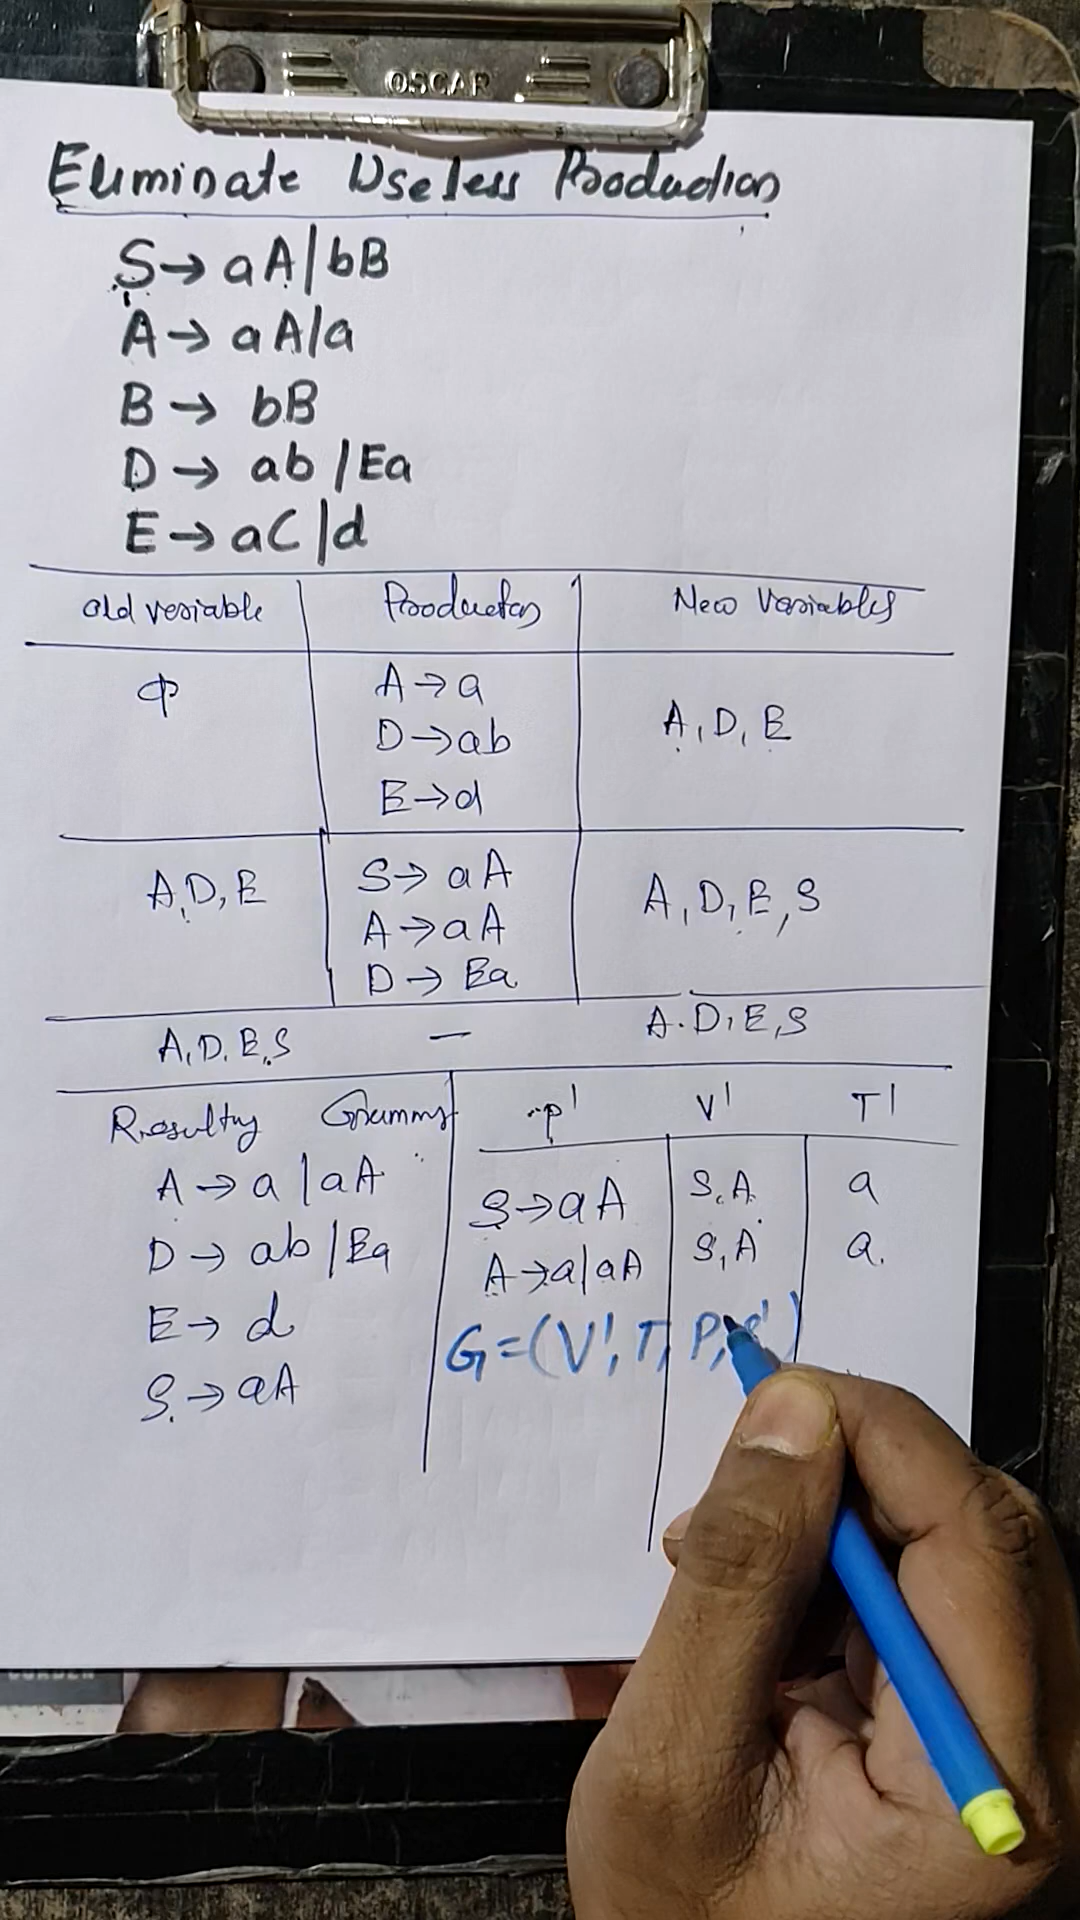 OSCAR
Eliminate Useless Production
S → aA | bB
A → aA/a
B → bB
D → ab / Ea
E → aC | d
old variable Production New Variables
ϕ
A → a
D → ab
E → d
A, D, E
A, D, E
S → aA
A → aA
D → Ea
A, D, E, S
A, D, E, S — A. D, E, S
Resulting Grammar
A → a | aA
D → ab / Ea
E → d
S. → aA
P' V' T'
S → aA S, A a
A → a/aA S, A a.
G = (V', T, P, S')